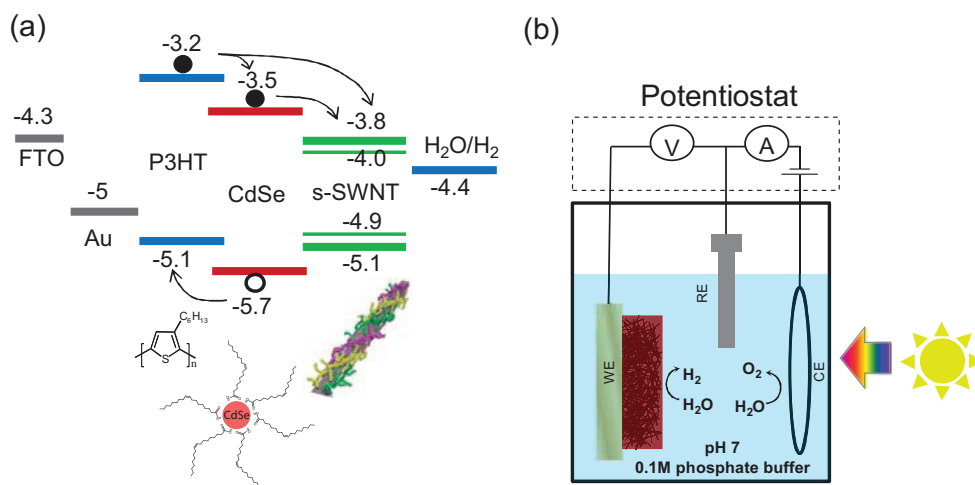 (a)
-3.2
-3.5
-4.3
FTO
-3.8
-4.0
H2O/H2
-4.4
P3HT
CdSe
s-SWNT
-5
Au
-4.9
-5.1
-5.1
-5.7
C6H13
S
n
CdSe
(b)
Potentiostat
V
A
RE
WE
CE
H2
H2O
O2
H2O
pH 7
0.1M phosphate buffer